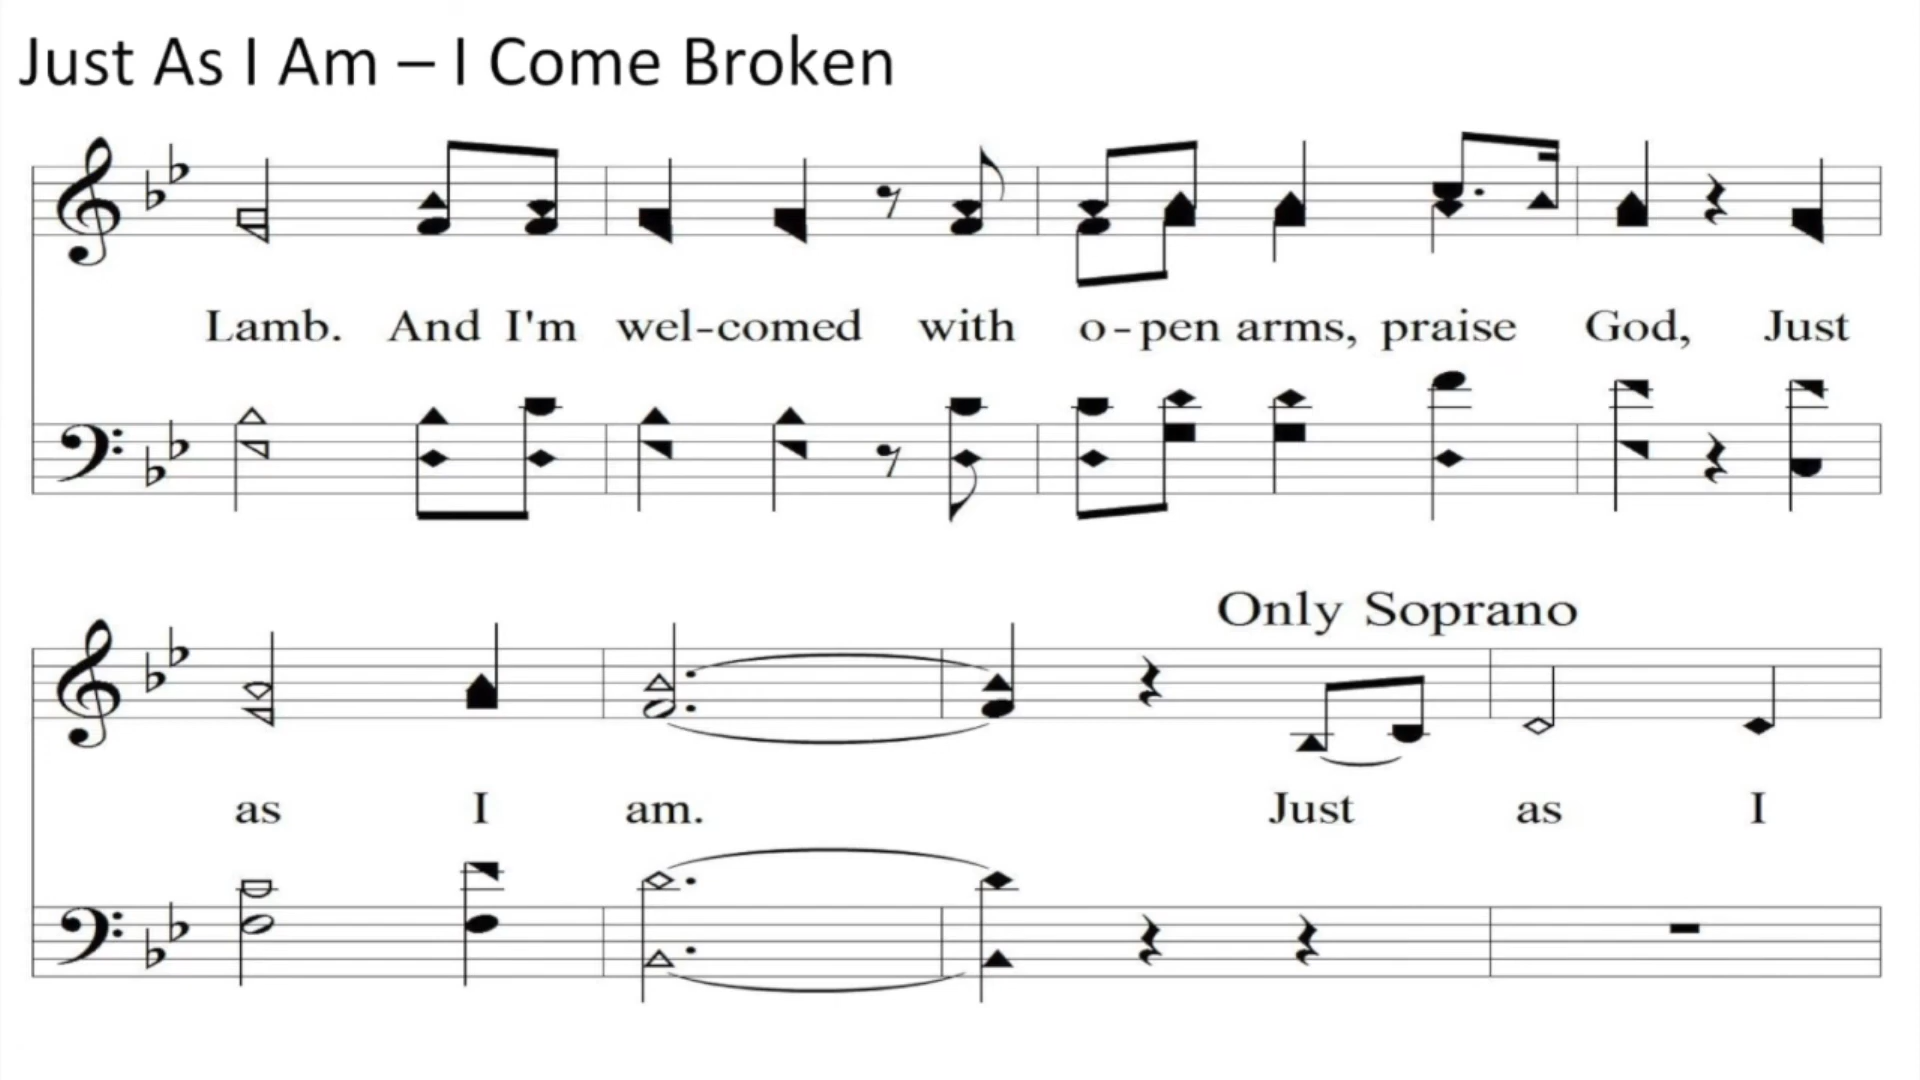 Just As I Am – I Come Broken
Lamb. And I'm wel-comed with o-pen arms, praise God, Just
Only Soprano
as I am. Just as I